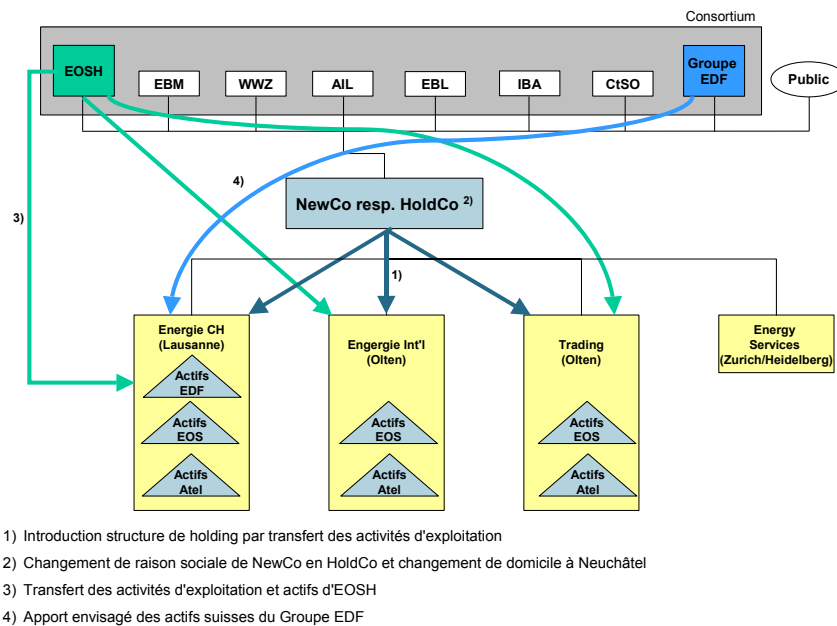 Consortium
EOSH
EBM
WWZ
AIL
EBL
IBA
CtSO
Groupe
EDF
Public
4)
3)
NewCo resp. HoldCo 2)
1)
Energie CH
(Lausanne)
Actifs
EDF
Actifs
EOS
Actifs
Atel
Engergie Int'l
(Olten)
Actifs
EOS
Actifs
Atel
Trading
(Olten)
Actifs
EOS
Actifs
Atel
Energy
Services
(Zurich/Heidelberg)
1) Introduction structure de holding par transfert des activités d'exploitation
2) Changement de raison sociale de NewCo en HoldCo et changement de domicile à Neuchâtel
3) Transfert des activités d'exploitation et actifs d'EOSH
4) Apport envisagé des actifs suisses du Groupe EDF